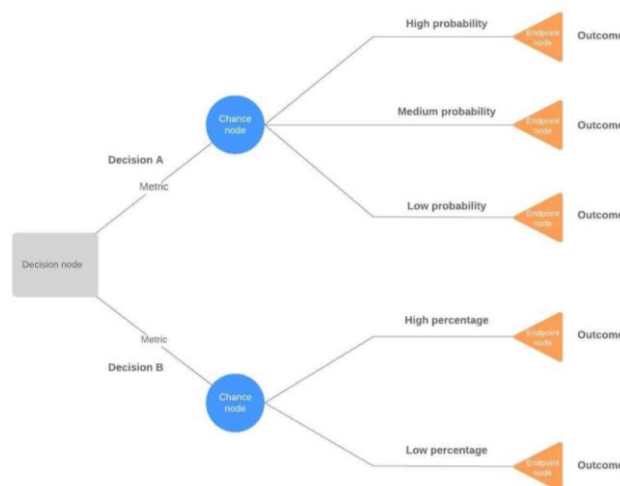 High probability
Endpoint
node
Outcome
Chance
node
Medium probability
Endpoint
node
Outcome
Decision A
Metric
Low probability
Endpoint
node
Outcome
Decision node
High percentage
Endpoint
node
Outcome
Metric
Decision B
Chance
node
Low percentage
Endpoint
node
Outcome